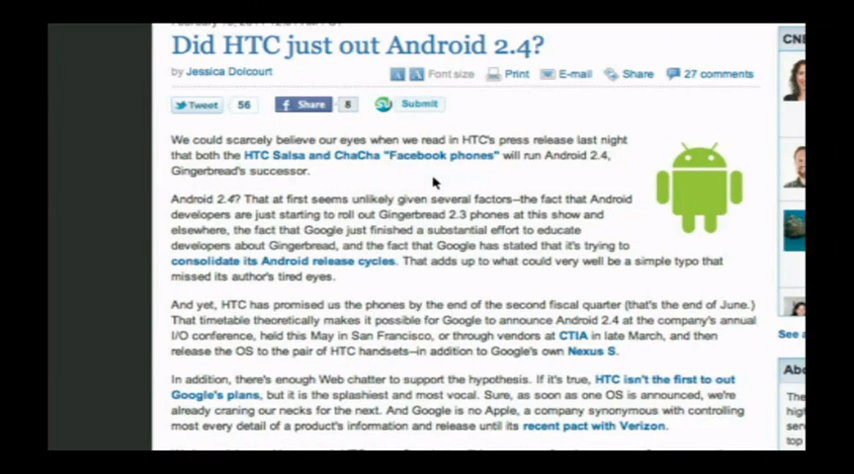 Did HTC just out Android 2.4?
CNE
by Jessica Dolcourt
A A Font size Print E-mail Share 27 comments
Tweet 56 f Share 8 Submit
We could scarcely believe our eyes when we read in HTC's press release last night
that both the HTC Salsa and ChaCha "Facebook phones" will run Android 2.4,
Gingerbread's successor.
Android 2.4? That at first seems unlikely given several factors--the fact that Android
developers are just starting to roll out Gingerbread 2.3 phones at this show and
elsewhere, the fact that Google just finished a substantial effort to educate
developers about Gingerbread, and the fact that Google has stated that it's trying to
consolidate its Android release cycles. That adds up to what could very well be a simple typo that
missed its author's tired eyes.
And yet, HTC has promised us the phones by the end of the second fiscal quarter (that's the end of June.)
That timetable theoretically makes it possible for Google to announce Android 2.4 at the company's annual
I/O conference, held this May in San Francisco, or through vendors at CTIA in late March, and then
release the OS to the pair of HTC handsets--in addition to Google's own Nexus S.
See a
In addition, there's enough Web chatter to support the hypothesis. If it's true, HTC isn't the first to out
Google's plans, but it is the splashiest and most vocal. Sure, as soon as one OS is announced, we're
already craning our necks for the next. And Google is no Apple, a company synonymous with controlling
most every detail of a product's information and release until its recent pact with Verizon.
Abo
The
high
serv
top